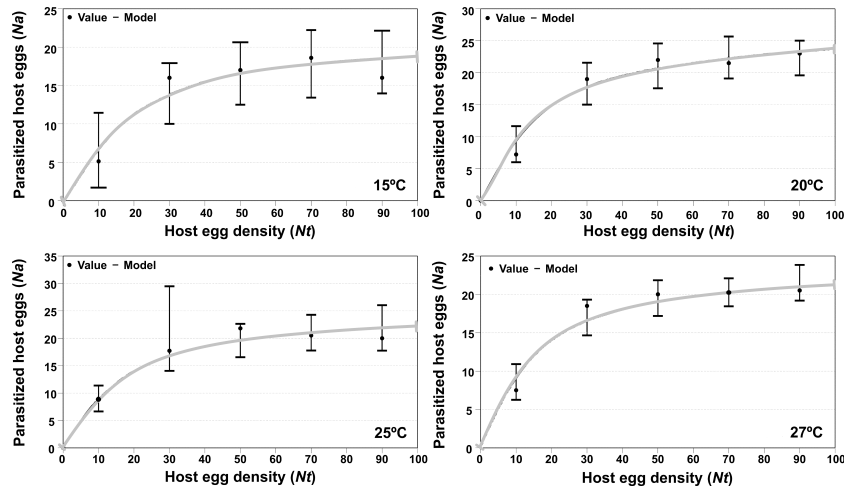 25
20
15
10
5
0
Parasitized host eggs (Na)
Value – Model
15ºC
0 10 20 30 40 50 60 70 80 90 100
Host egg density (Nt)
30
25
20
15
10
5
0
Parasitized host eggs (Na)
Value – Model
20ºC
0 10 20 30 40 50 60 70 80 90 100
Host egg density (Nt)
35
30
25
20
15
10
5
0
Parasitized host eggs (Na)
Value – Model
25ºC
0 10 20 30 40 50 60 70 80 90 100
Host egg density (Nt)
25
20
15
10
5
0
Parasitized host eggs (Na)
Value – Model
27ºC
0 10 20 30 40 50 60 70 80 90 100
Host egg density (Nt)